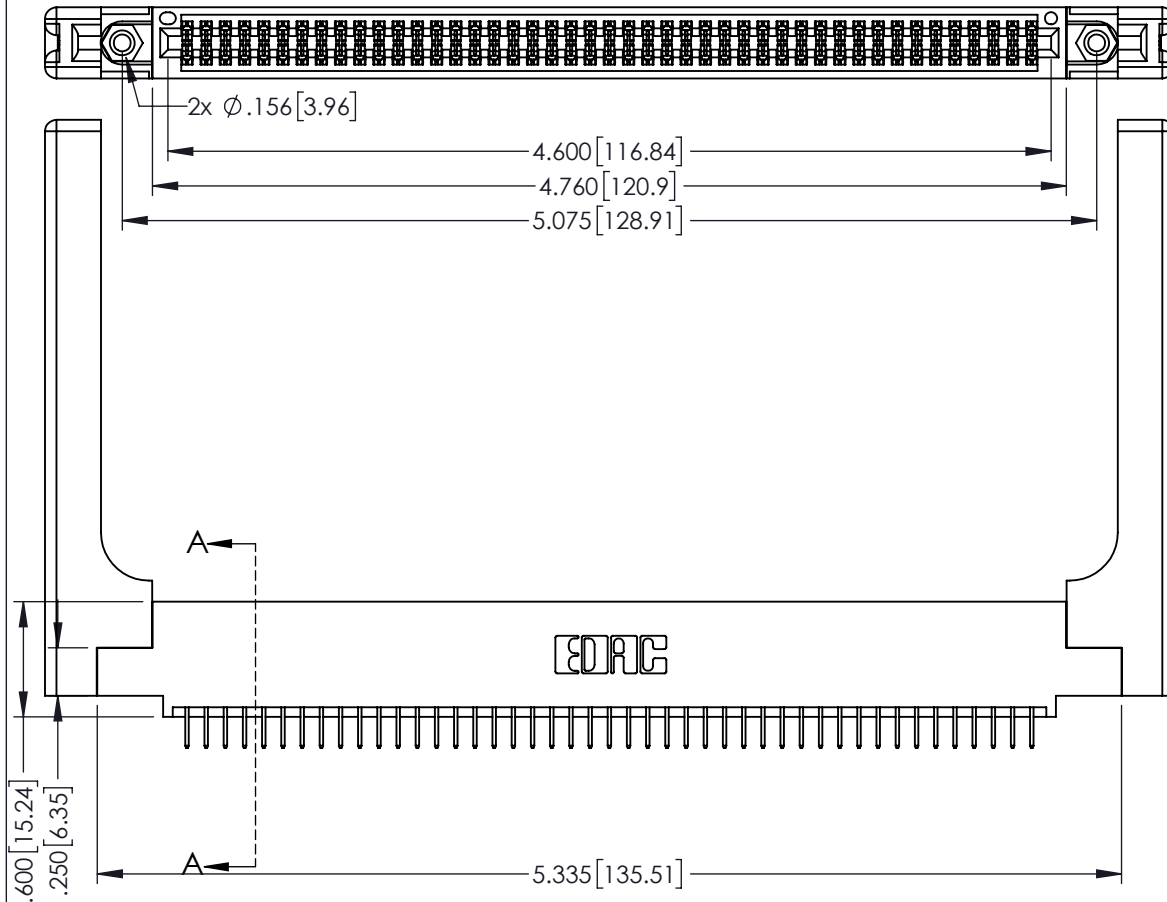 2x ∅.156[3.96]
4.600[116.84]
4.760[120.9]
5.075[128.91]
A
EDAC
.600[15.24]
.250[6.35]
A
5.335[135.51]